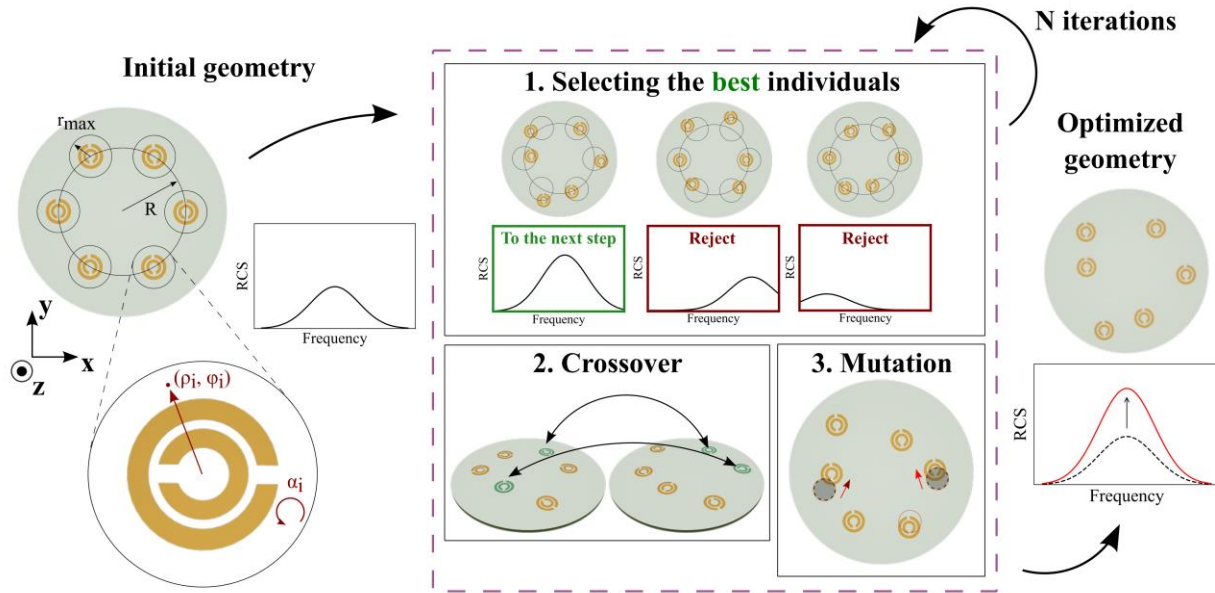 Initial geometry
r_max
R
y
x
z
RCS
Frequency
(ρ_i, φ_i)
α_i
N iterations
1. Selecting the best individuals
To the next step
Reject
Reject
RCS
Frequency
RCS
Frequency
RCS
Frequency
2. Crossover
3. Mutation
Optimized
geometry
RCS
Frequency